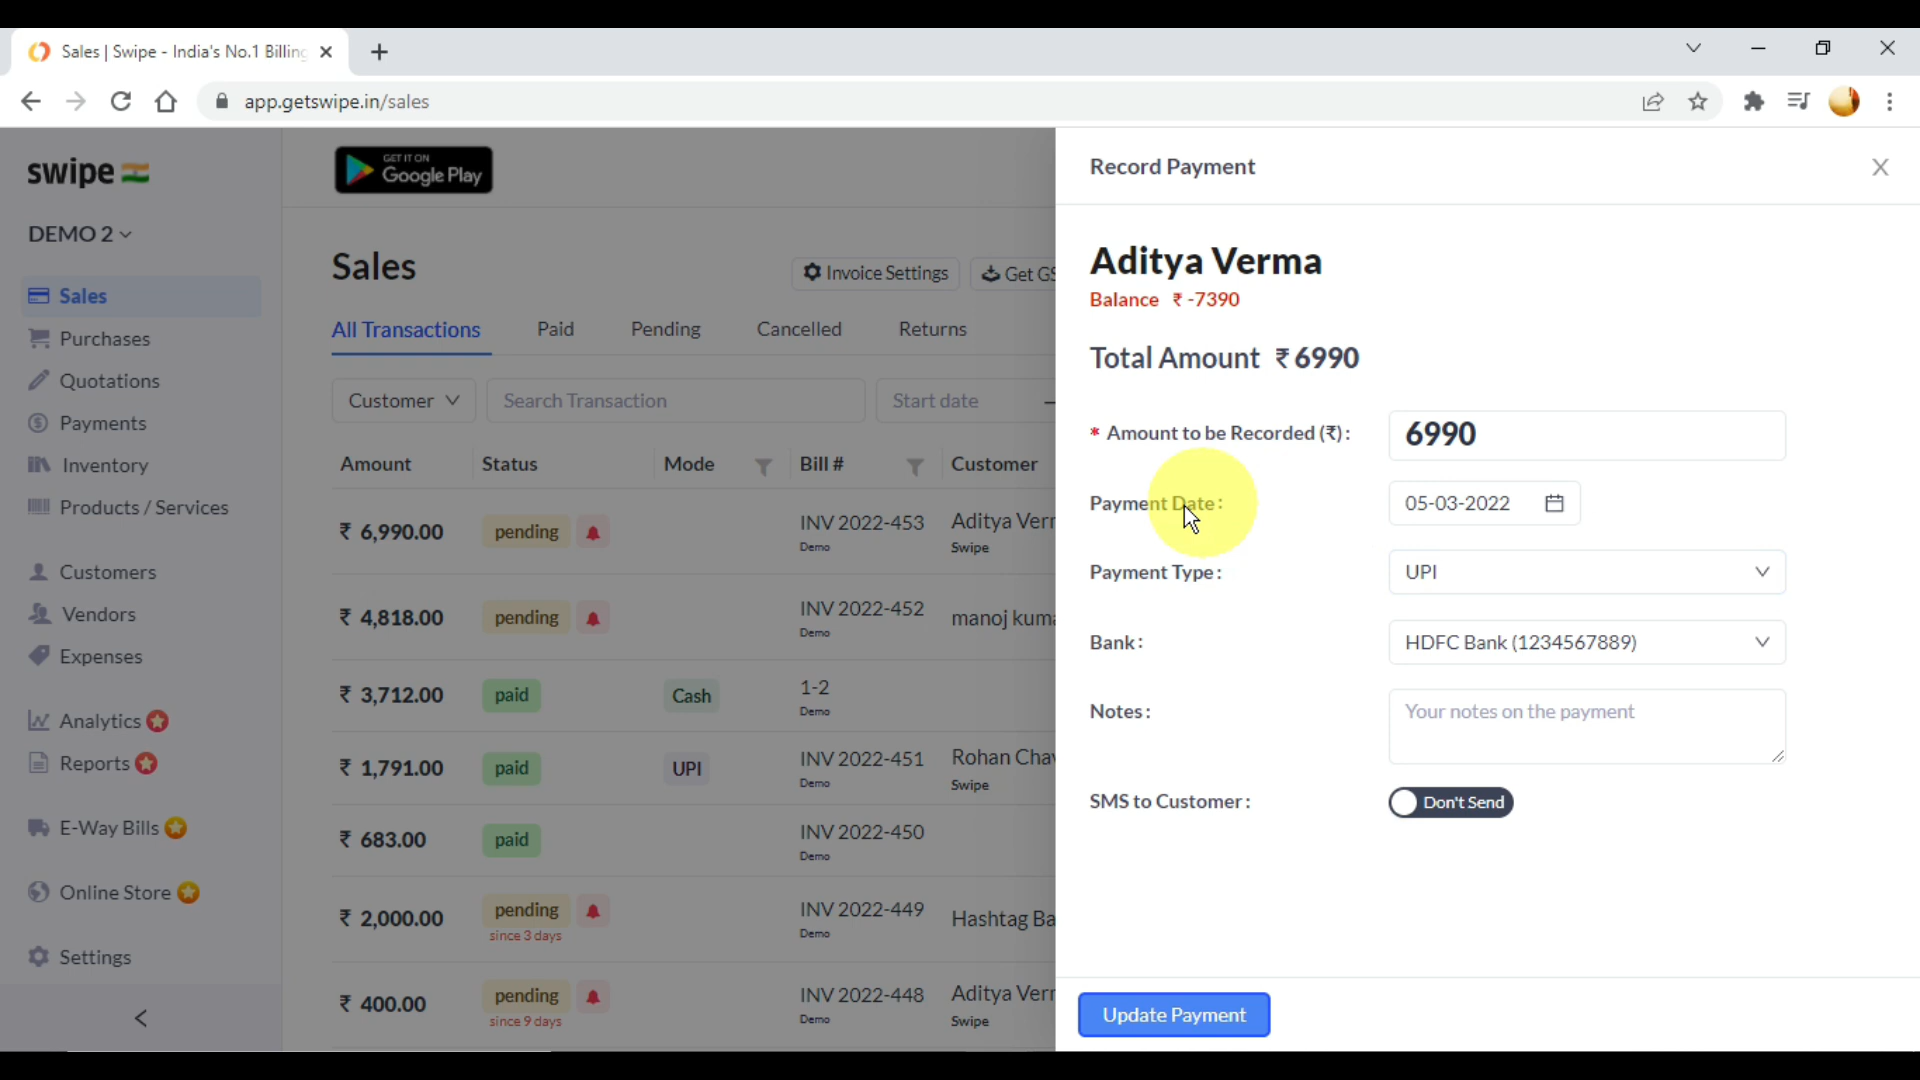 Sales | Swipe - India's No.1 Billing
app.getswipe.in/sales
swipe
DEMO 2
Sales
Purchases
Quotations
Payments
Inventory
Products / Services
Customers
Vendors
Expenses
Analytics
Reports
E-Way Bills
Online Store
Settings
GET IT ON
Google Play
Sales
Invoice Settings
Get GS
All Transactions Paid Pending Cancelled Returns
Customer Search Transaction Start date
Amount Status Mode Bill # Customer
₹ 6,990.00 pending INV 2022-453 Aditya Ver
Demo Swipe
₹ 4,818.00 pending INV 2022-452 manoj kuma
Demo
₹ 3,712.00 paid Cash 1-2
Demo
₹ 1,791.00 paid UPI INV 2022-451 Rohan Chav
Demo Swipe
₹ 683.00 paid INV 2022-450
Demo
₹ 2,000.00 pending INV 2022-449 Hashtag Ba
since 3 days Demo
₹ 400.00 pending INV 2022-448 Aditya Ver
since 9 days Demo Swipe
Record Payment
Aditya Verma
Balance ₹ -7390
Total Amount ₹ 6990
* Amount to be Recorded (₹) : 6990
Payment Date : 05-03-2022
Payment Type : UPI
Bank : HDFC Bank (1234567889)
Notes : Your notes on the payment
SMS to Customer : Don't Send
Update Payment